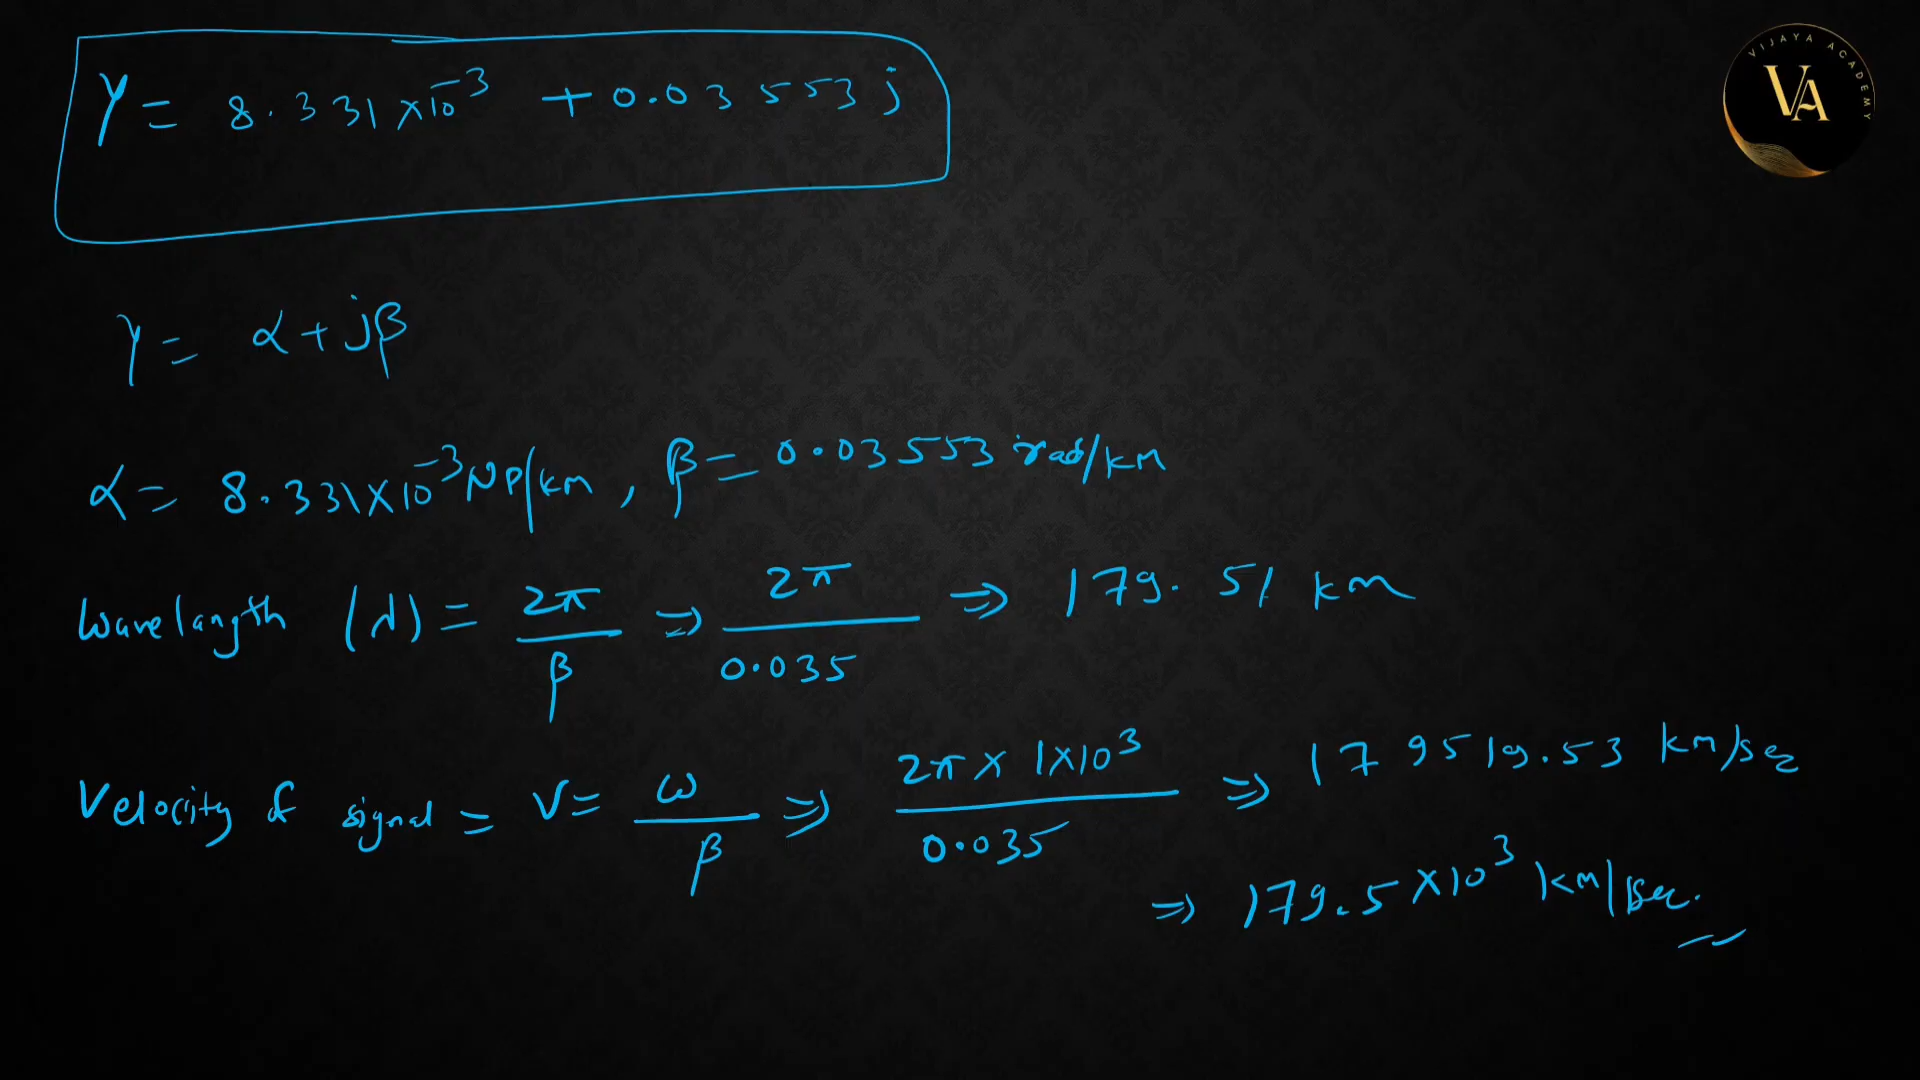 γ = 8.331 × 10⁻³ + 0.03553 j
VIJAYA ACADEMY
VA
γ = α + jβ
α = 8.331 × 10⁻³ NP/km , β = 0.03553 rad/km
Wavelangth (λ) = 2π/β ⇒ 2π/0.035 ⇒ 179.51 km
Velocity of signal = V = ω/β ⇒ 2π × 1×10³/0.035 ⇒ 179519.53 km/sec
⇒ 179.5 × 10³ km/sec.